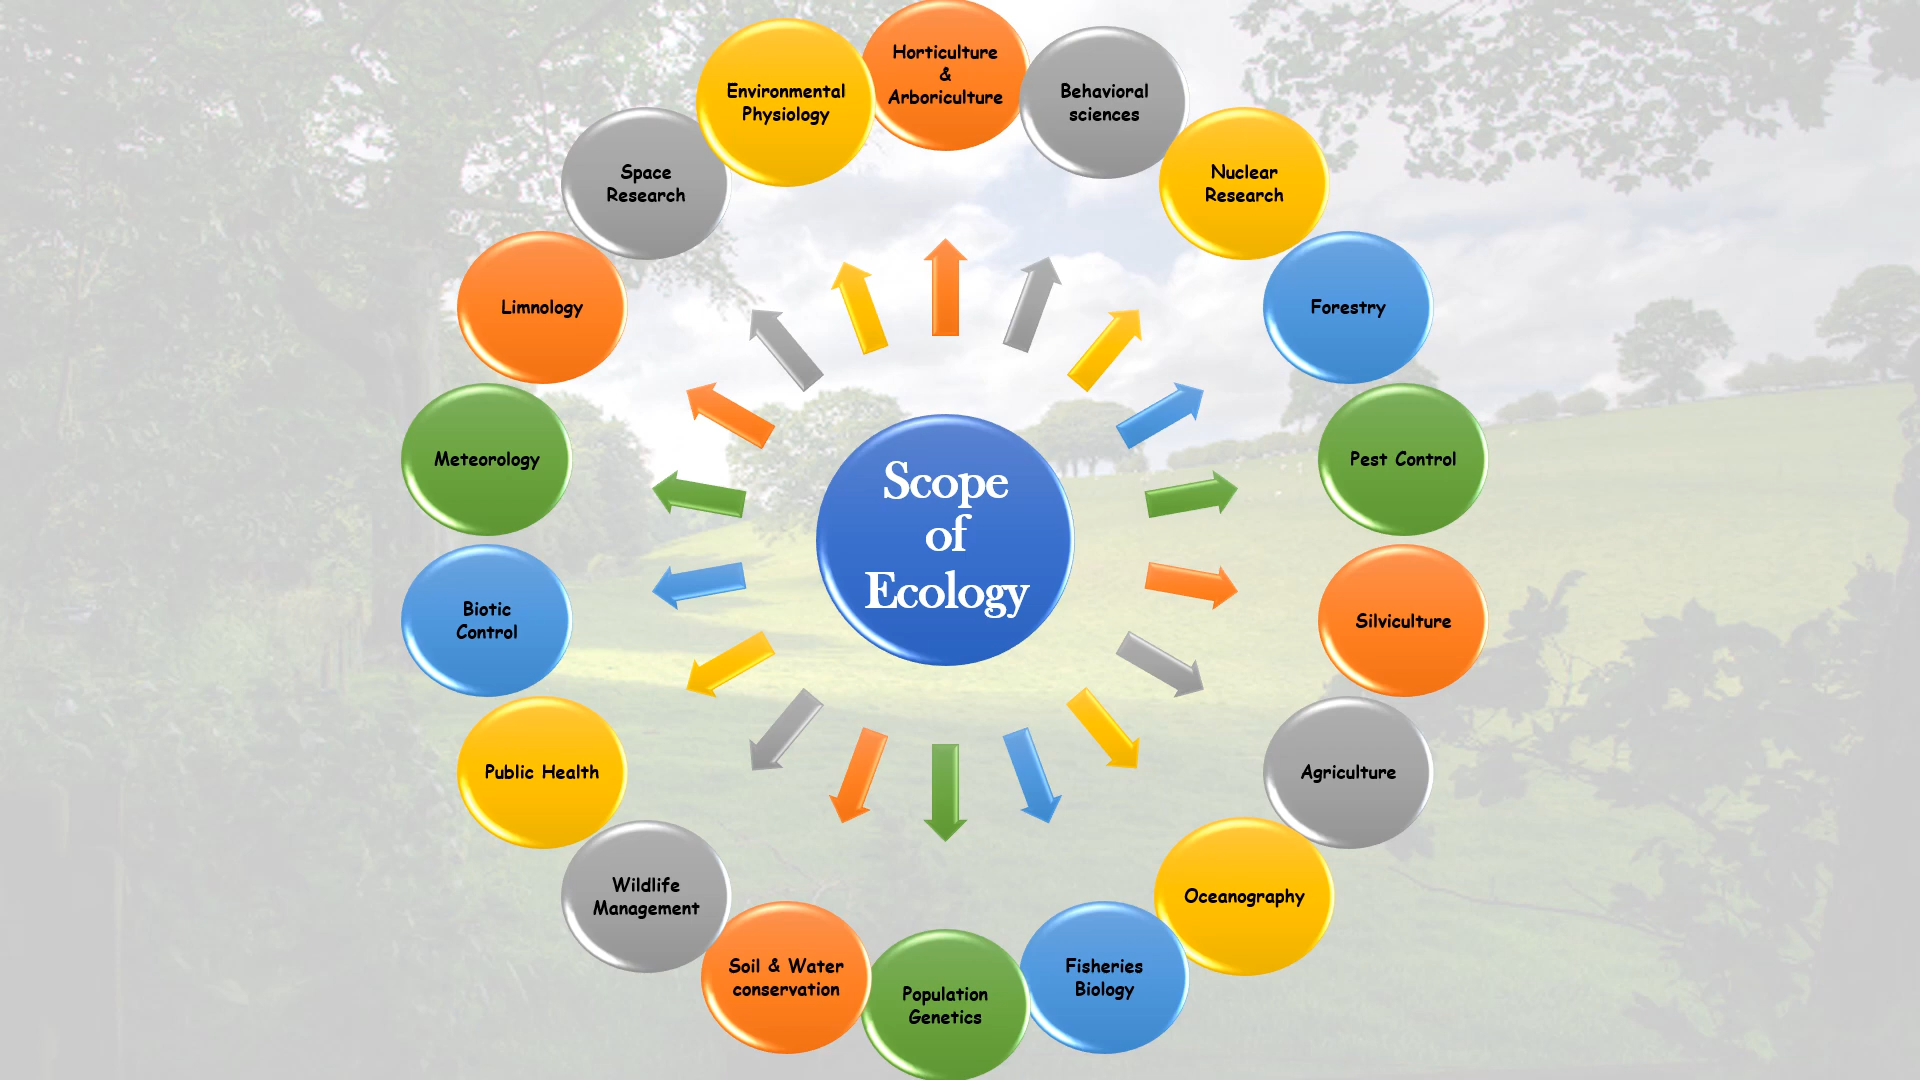 Scope
of
Ecology
Horticulture
&
Arboriculture
Behavioral
sciences
Nuclear
Research
Forestry
Pest Control
Silviculture
Agriculture
Oceanography
Fisheries
Biology
Population
Genetics
Soil & Water
conservation
Wildlife
Management
Public Health
Biotic
Control
Meteorology
Limnology
Space
Research
Environmental
Physiology